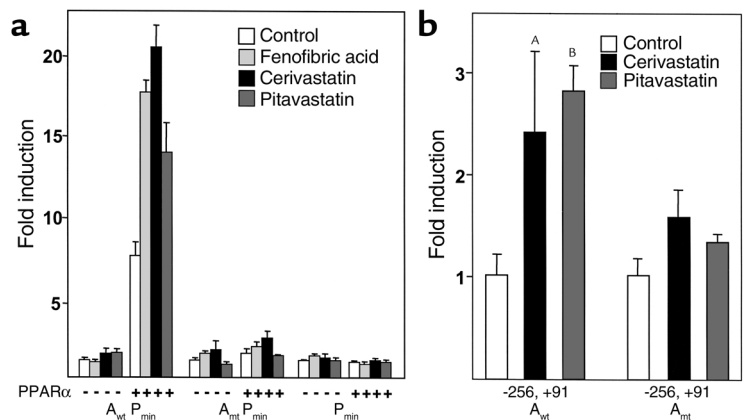 a
20
15
10
5
Fold induction
Control
Fenofibric acid
Cerivastatin
Pitavastatin
PPARα - - - - ++++ - - - - ++++ - - - - ++++
Awt Pmin Amt Pmin Pmin
b
3
2
1
Fold induction
A B
Control
Cerivastatin
Pitavastatin
-256, +91 -256, +91
Awt Amt